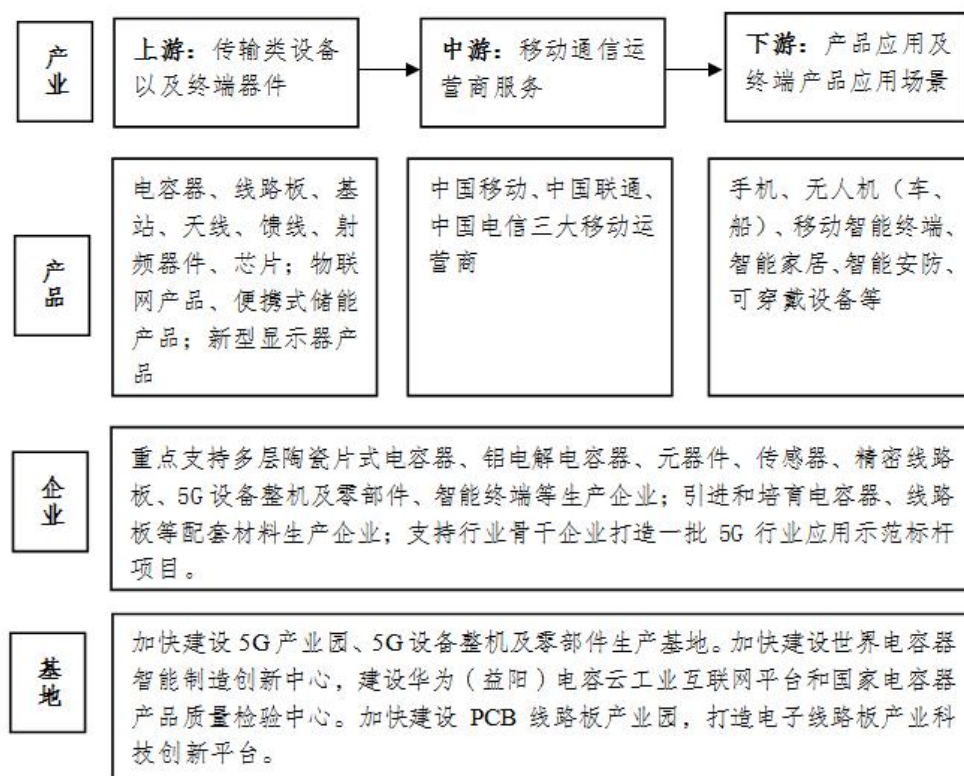 产业
上游：传输类设备
以及终端器件
中游：移动通信运
营商服务
下游：产品应用及
终端产品应用场景
产品
电容器、线路板、基
站、天线、馈线、射
频器件、芯片；物联
网产品、便携式储能
产品；新型显示器产
品
中国移动、中国联通、
中国电信三大移动运
营商
手机、无人机（车、
船）、移动智能终端、
智能家居、智能安防、
可穿戴设备等
企业
重点支持多层陶瓷片式电容器、铝电解电容器、元器件、传感器、精密线路
板、5G设备整机及零部件、智能终端等生产企业；引进和培育电容器、线路
板等配套材料生产企业；支持行业骨干企业打造一批 5G 行业应用示范标杆
项目。
基地
加快建设 5G 产业园、5G 设备整机及零部件生产基地。加快建设世界电容器
智能制造创新中心，建设华为（益阳）电容云工业互联网平台和国家电容器
产品质量检验中心。加快建设 PCB 线路板产业园，打造电子线路板产业科
技创新平台。